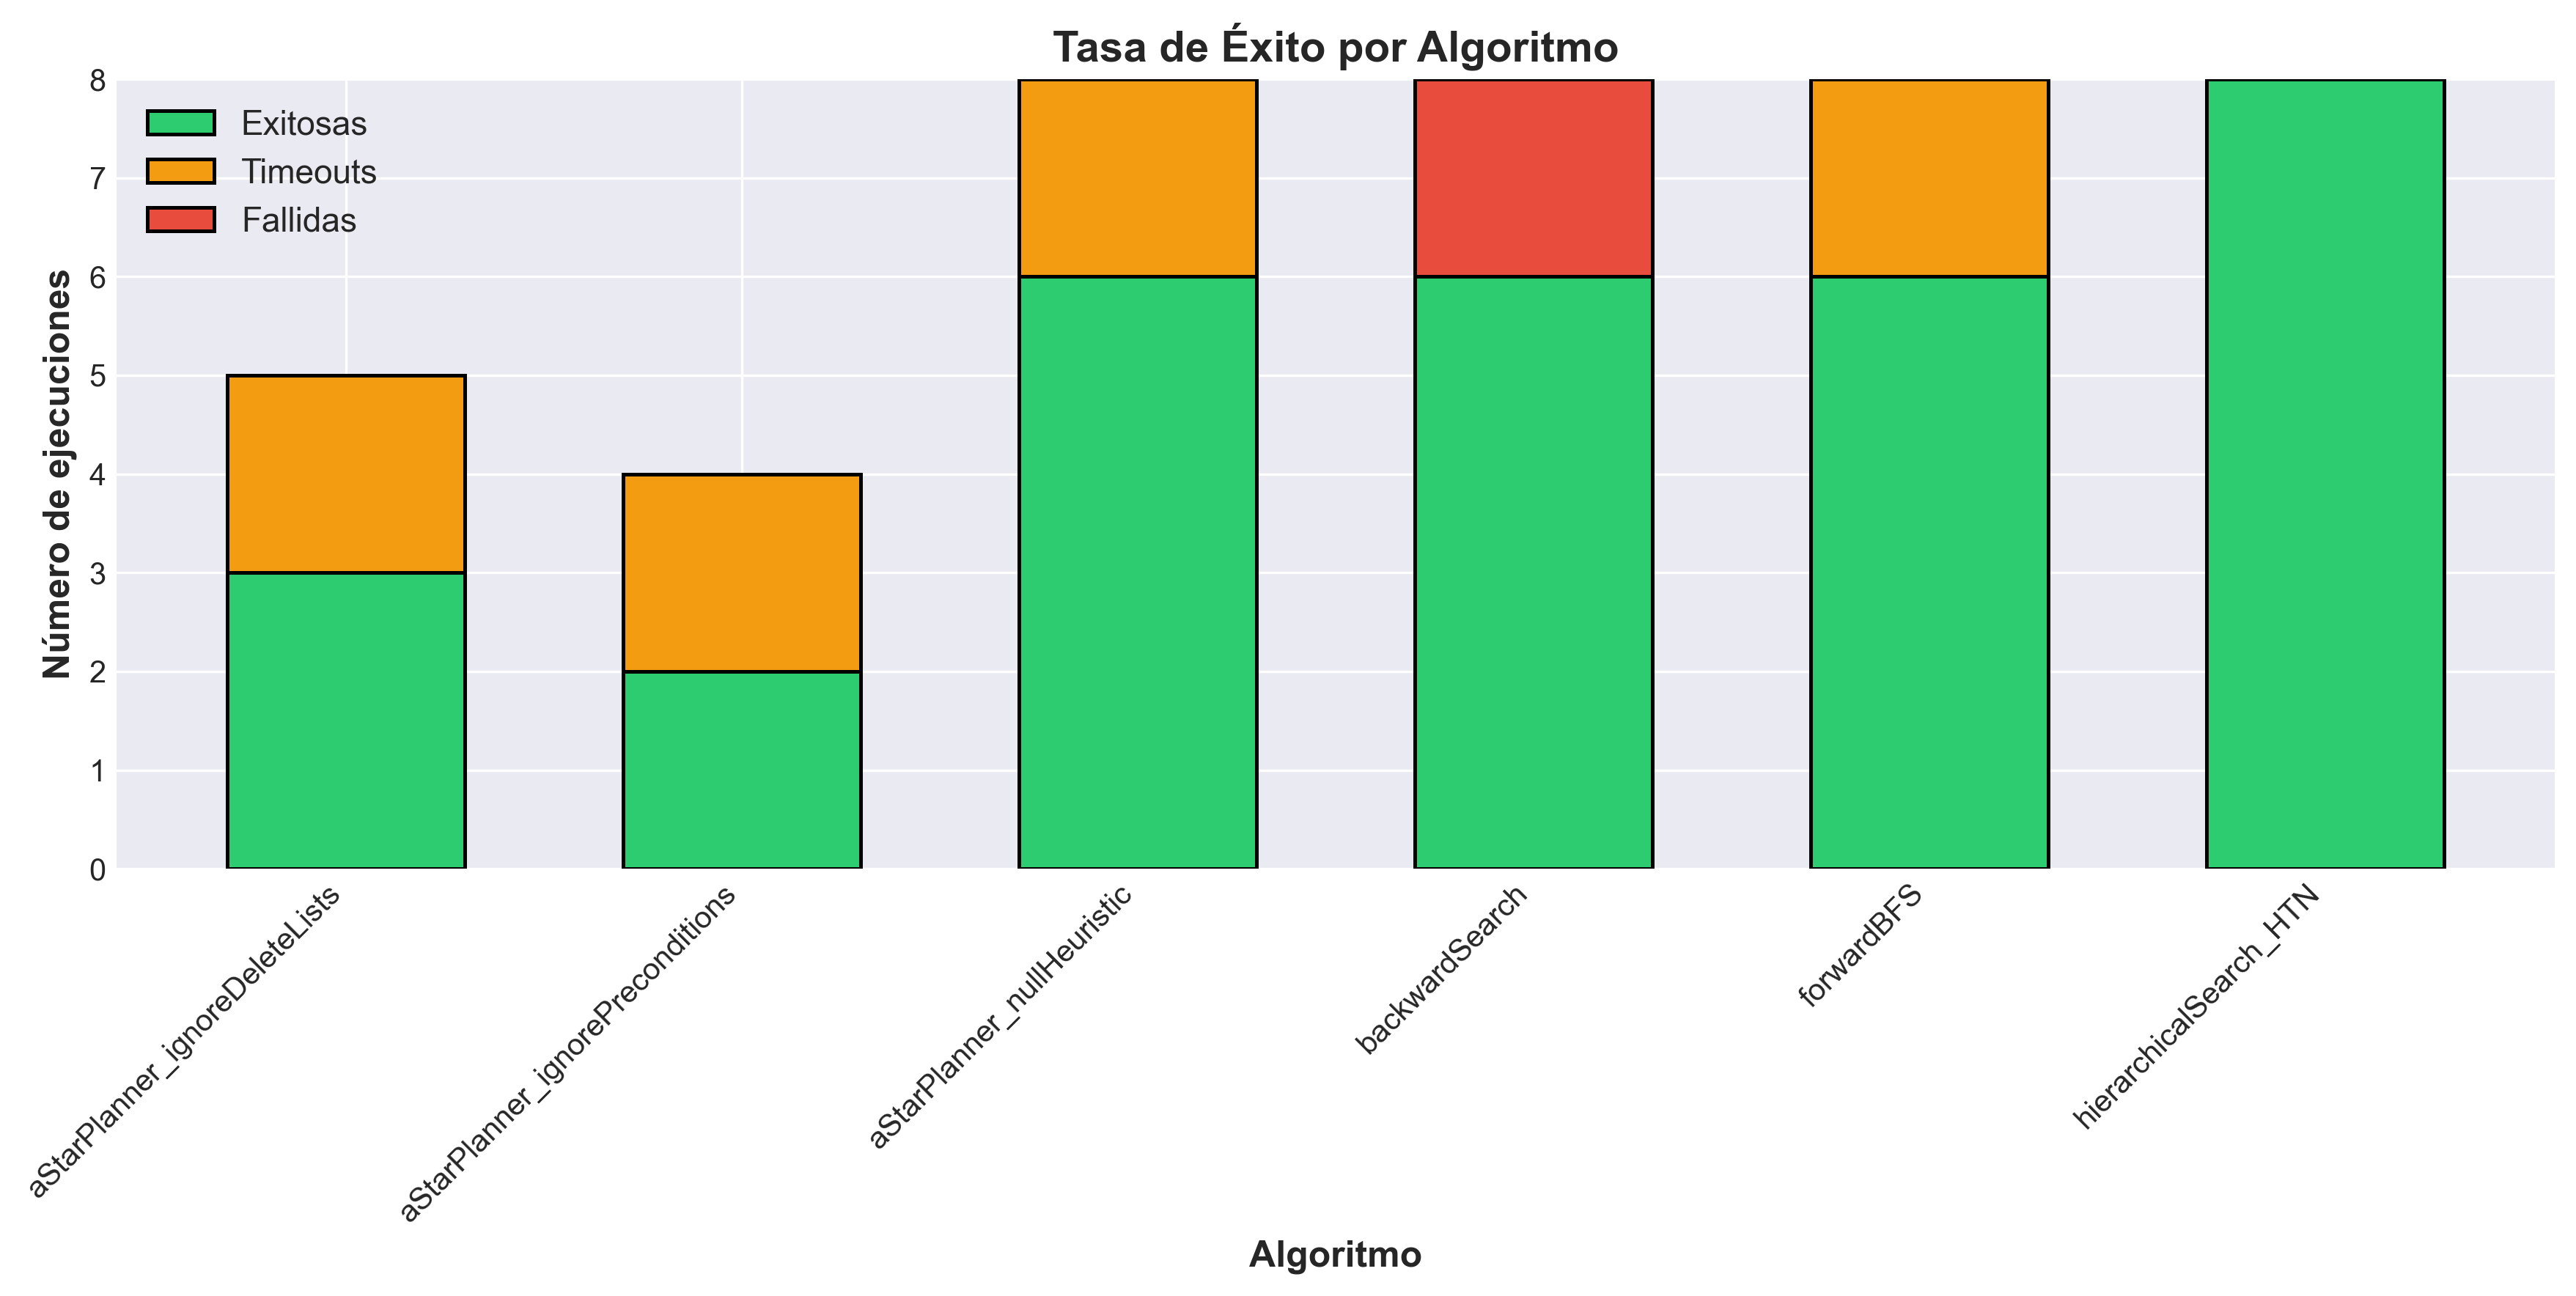 Tasa de Éxito por Algoritmo
Exitosas
Timeouts
Fallidas
Número de ejecuciones
8
7
6
5
4
3
2
1
0
aStarPlanner_ignoreDeleteLists
aStarPlanner_ignorePreconditions
aStarPlanner_nullHeuristic
backwardSearch
forwardBFS
hierarchicalSearch_HTN
Algoritmo